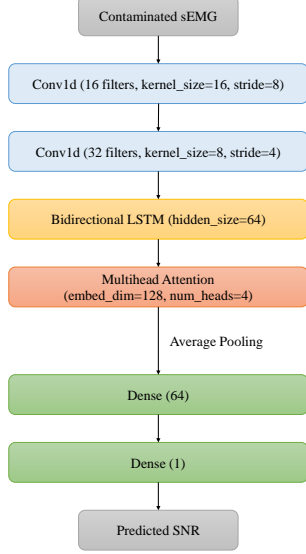 Contaminated sEMG
Conv1d (16 filters, kernel_size=16, stride=8)
Conv1d (32 filters, kernel_size=8, stride=4)
Bidirectional LSTM (hidden_size=64)
Multihead Attention
(embed_dim=128, num_heads=4)
Average Pooling
Dense (64)
Dense (1)
Predicted SNR